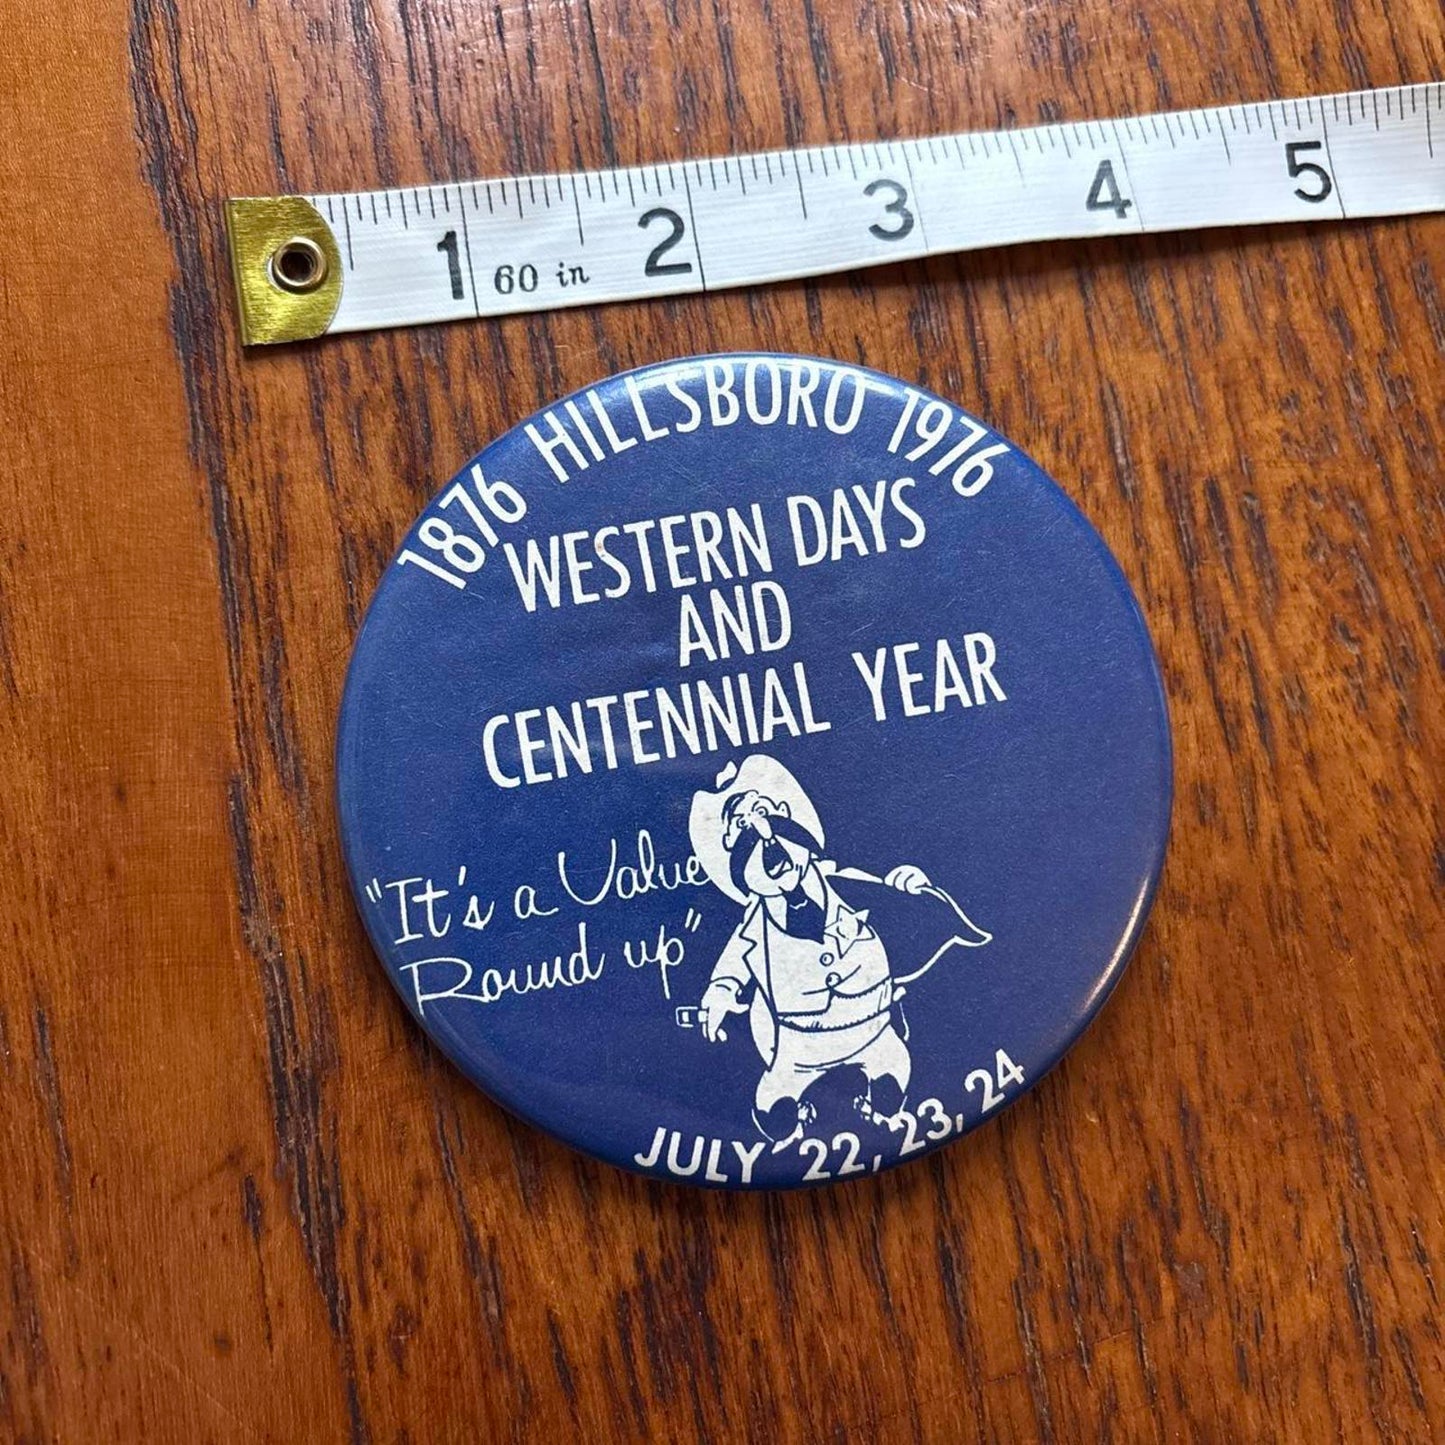 1 60 in 2 3 4 5
1876 HILLSBORO 1976
WESTERN DAYS
AND
CENTENNIAL YEAR
"It's a Value
Round up"
JULY 22, 23, 24